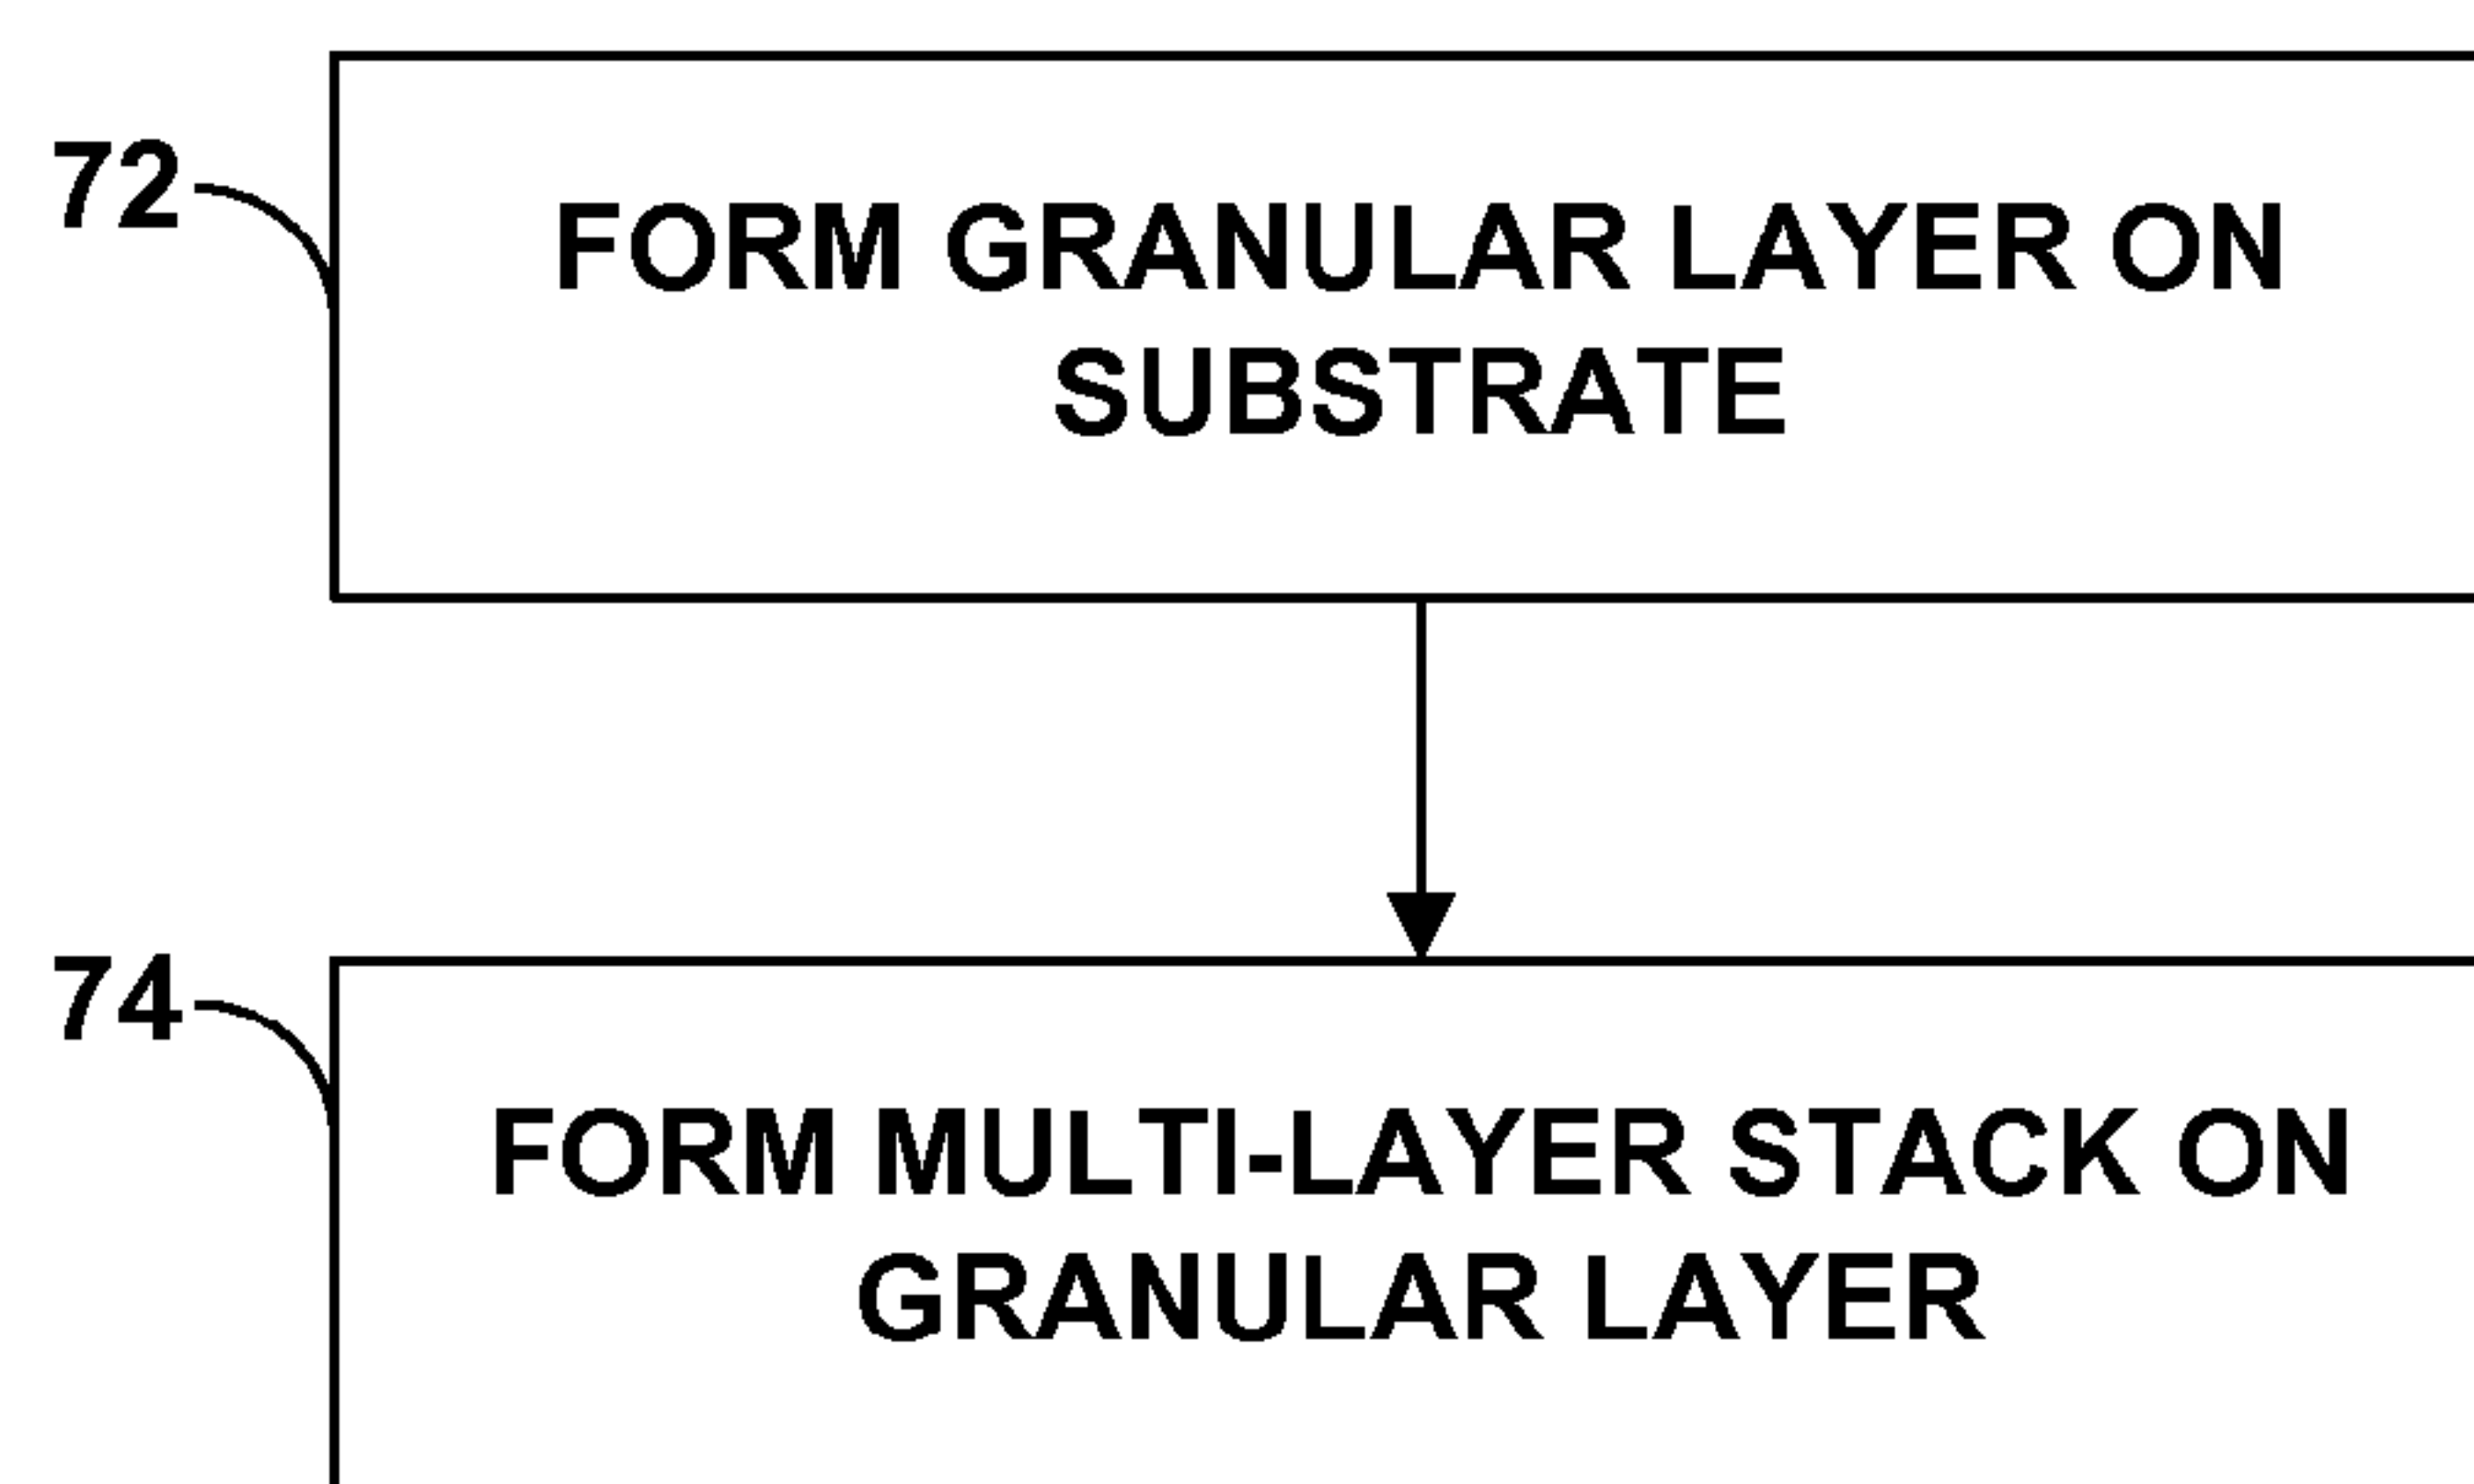 72
FORM GRANULAR LAYER ON
SUBSTRATE
74
FORM MULTI-LAYER STACK ON
GRANULAR LAYER